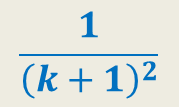 1
(k + 1)²